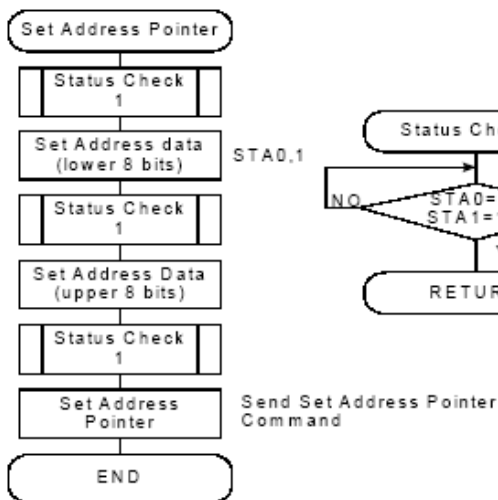 Set Address Pointer
Status Check
1
Set Address data
(lower 8 bits)
STA0,1
Status Check
1
Set Address Data
(upper 8 bits)
Status Check
1
Set Address
Pointer
Send Set Address Pointer
Command
END
Status Ch
NO
STA0=
STA1=
RETUR